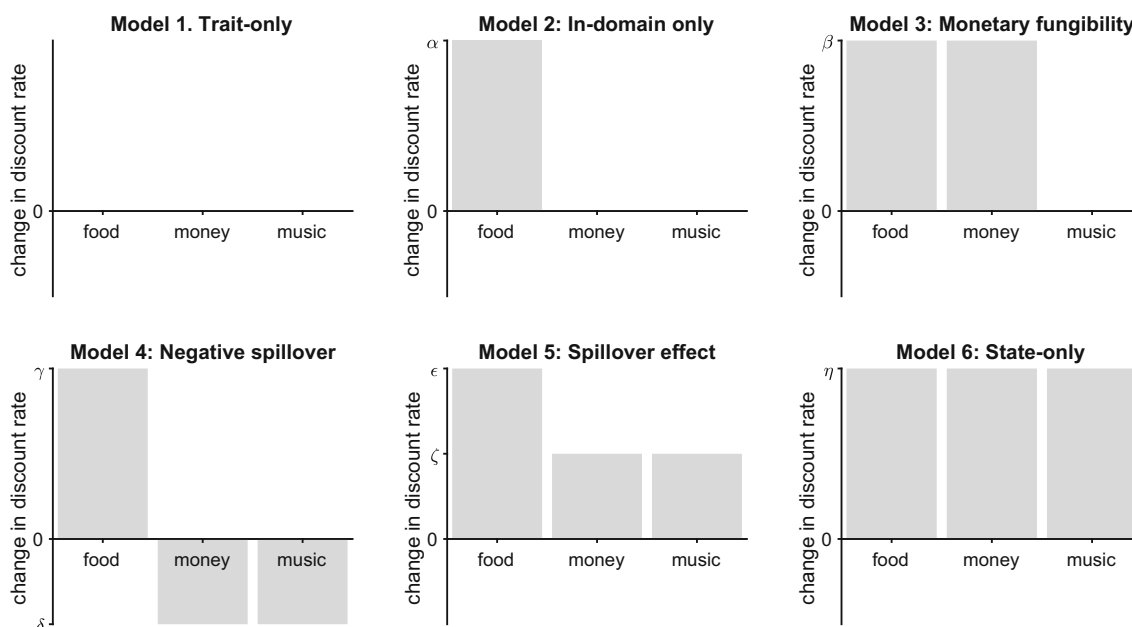 Model 1. Trait-only
change in discount rate
0
food money music
Model 2: In-domain only
change in discount rate
α
0
food money music
Model 3: Monetary fungibility
change in discount rate
β
0
food money music
Model 4: Negative spillover
change in discount rate
γ
0
food money music
δ
Model 5: Spillover effect
change in discount rate
ϵ
ζ
0
food money music
Model 6: State-only
change in discount rate
η
0
food money music